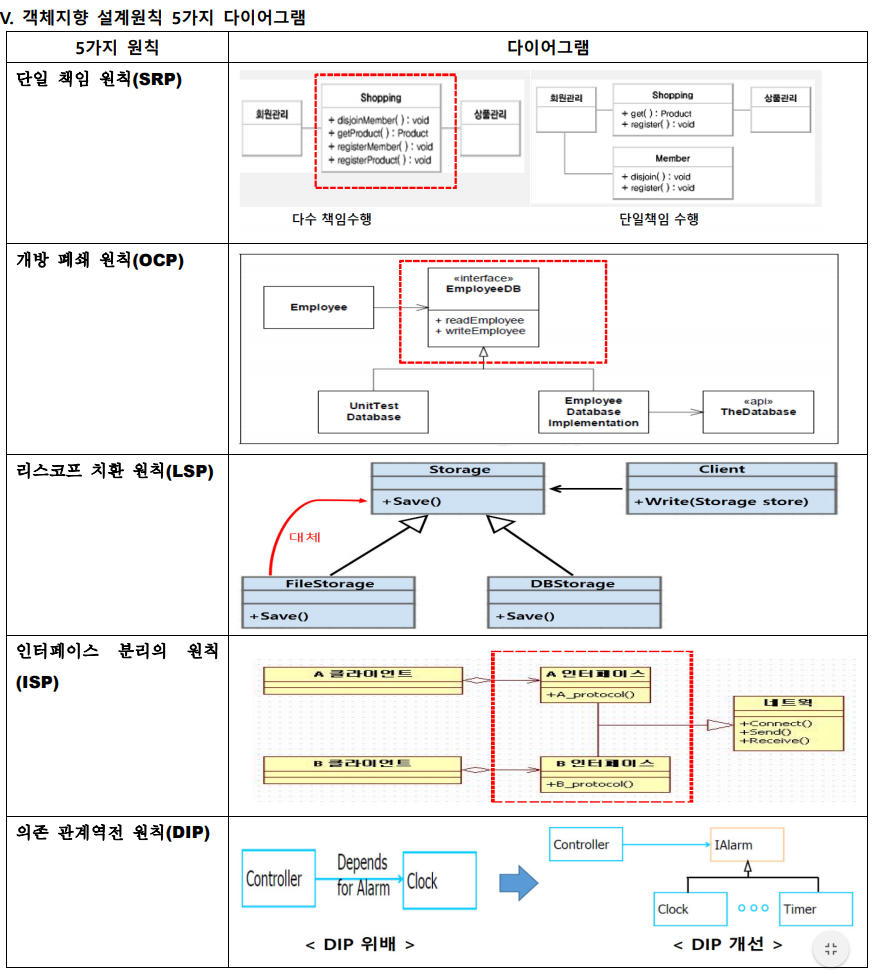 V. 객체지향 설계원칙 5가지 다이어그램
5가지 원칙
다이어그램
단일 책임 원칙(SRP)
회원관리
Shopping
+ disjoinMember( ) : void
+ getProduct( ) : Product
+ registerMember( ) : void
+ registerProduct( ) : void
상품관리
다수 책임수행
회원관리
Shopping
+ get( ) : Product
+ register( ) : void
상품관리
Member
+ disjoin( ) : void
+ register( ) : void
단일책임 수행
개방 폐쇄 원칙(OCP)
Employee
«interface»
EmployeeDB
+ readEmployee
+ writeEmployee
UnitTest
Database
Employee
Database
Implementation
«api»
TheDatabase
리스코프 치환 원칙(LSP)
Storage
+Save()
Client
+Write(Storage store)
대체
FileStorage
+Save()
DBStorage
+Save()
인터페이스 분리의 원칙
(ISP)
A 클라이언트
A 인터페이스
+A_protocol()
네트웍
+Connect()
+Send()
+Receive()
B 클라이언트
B 인터페이스
+B_protocol()
의존 관계역전 원칙(DIP)
Controller
Depends
for Alarm
Clock
< DIP 위배 >
Controller
IAlarm
Clock
Timer
< DIP 개선 >